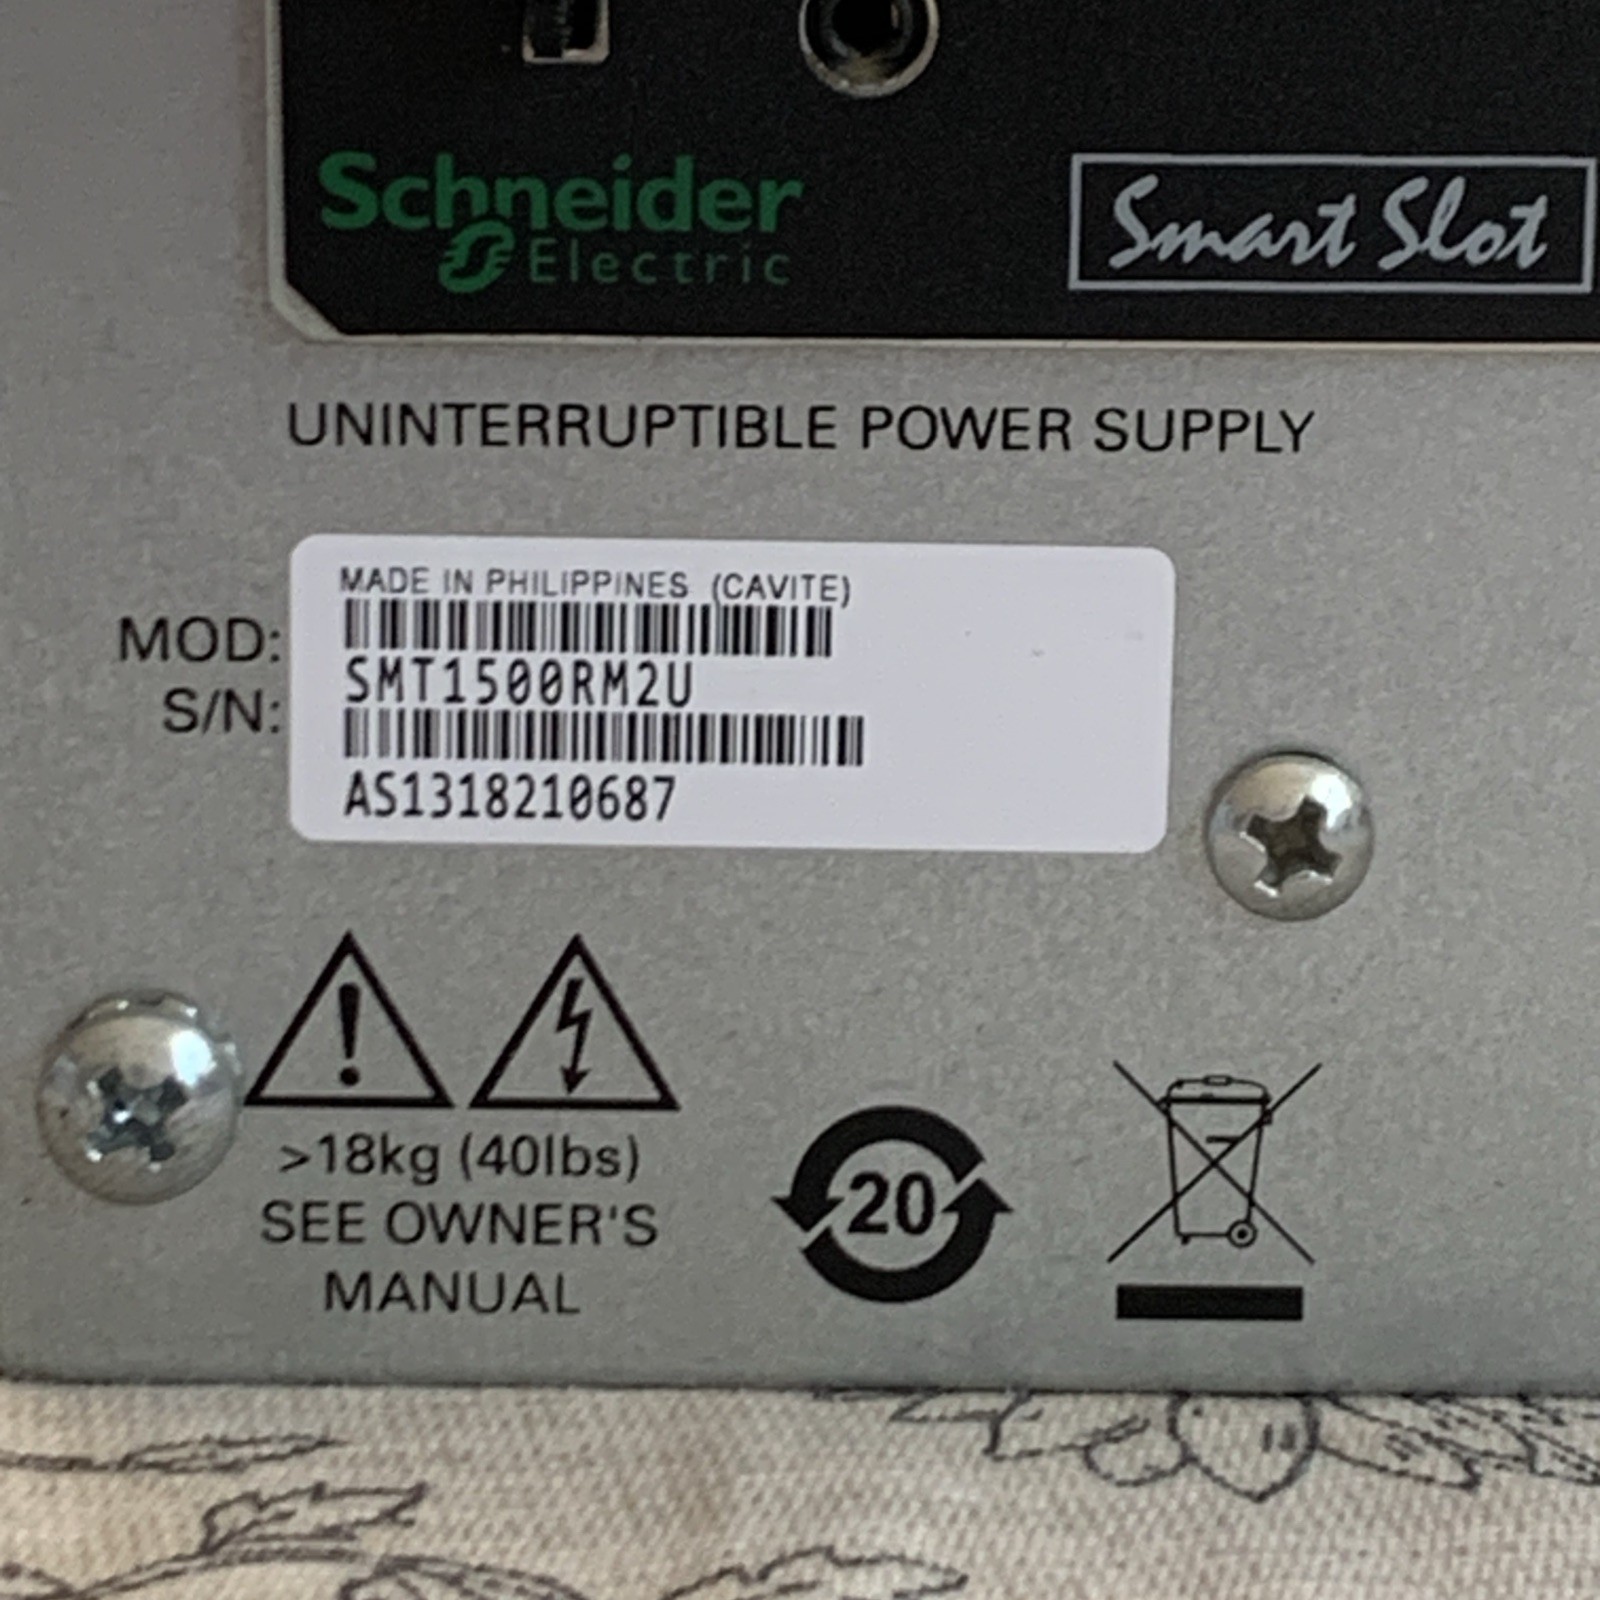 Schneider
Electric
Smart Slot
UNINTERRUPTIBLE POWER SUPPLY
MADE IN PHILIPPINES (CAVITE)
MOD:
SMT1500RM2U
S/N:
AS1318210687
>18kg (40lbs)
SEE OWNER'S
MANUAL
20